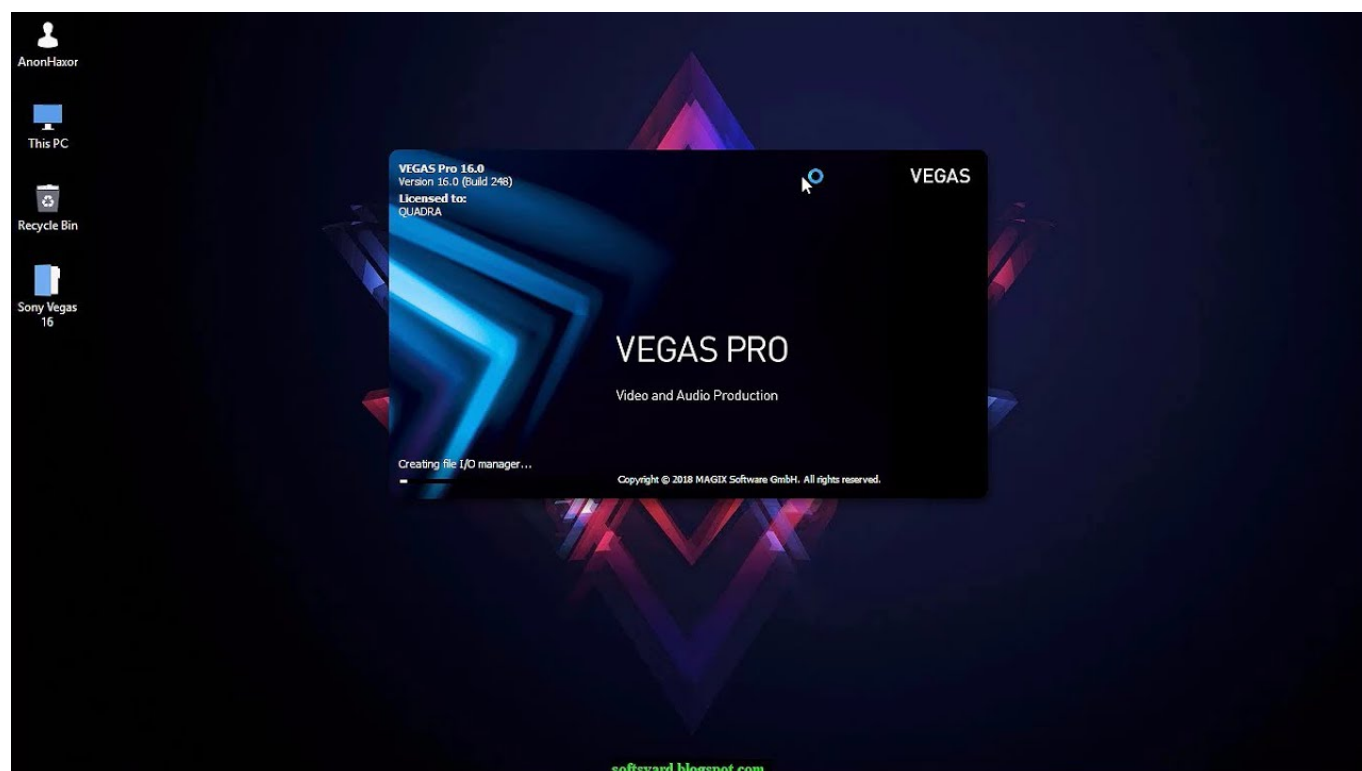 AnonHaxor
This PC
Recycle Bin
Sony Vegas
16
VEGAS Pro 16.0
Version 16.0 (Build 248)
Licensed to:
QUADRA
VEGAS
VEGAS PRO
Video and Audio Production
Creating file I/O manager...
Copyright © 2018 MAGIX Software GmbH. All rights reserved.
softsyard.blogspot.com